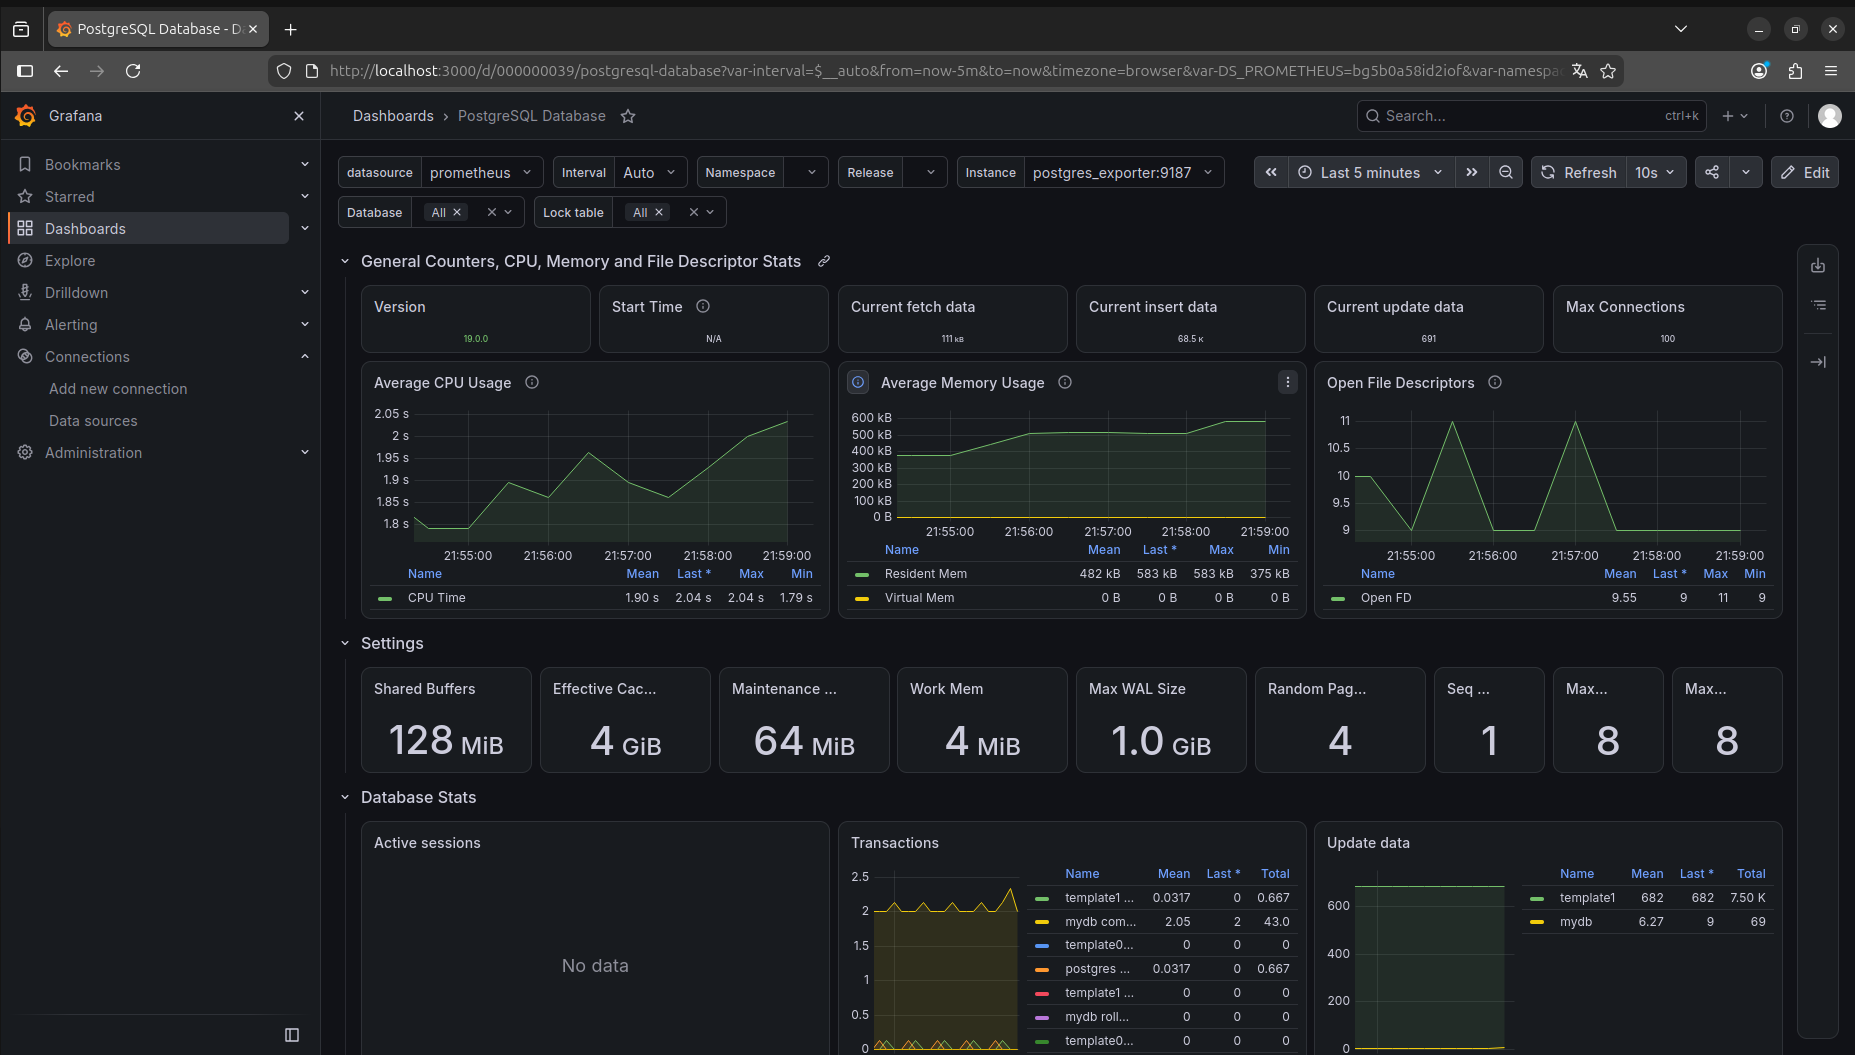 PostgreSQL Database - D
http://localhost:3000/d/000000039/postgresql-database?var-interval=$__auto&from=now-5m&to=now&timezone=browser&var-DS_PROMETHEUS=bg5b0a58id2iof&var-namespa
Grafana
Dashboards › PostgreSQL Database
Search... ctrl+k
Bookmarks
Starred
Dashboards
Explore
Drilldown
Alerting
Connections
Add new connection
Data sources
Administration
datasource prometheus Interval Auto Namespace Release Instance postgres_exporter:9187 Last 5 minutes Refresh 10s Edit
Database All Lock table All
General Counters, CPU, Memory and File Descriptor Stats
Version
19.0.0
Start Time
N/A
Current fetch data
111 kB
Current insert data
68.5 K
Current update data
691
Max Connections
100
Average CPU Usage
2.05 s
2 s
1.95 s
1.9 s
1.85 s
1.8 s
21:55:00 21:56:00 21:57:00 21:58:00 21:59:00
Name Mean Last * Max Min
CPU Time 1.90 s 2.04 s 2.04 s 1.79 s
Average Memory Usage
600 kB
500 kB
400 kB
300 kB
200 kB
100 kB
0 B
21:55:00 21:56:00 21:57:00 21:58:00 21:59:00
Name Mean Last * Max Min
Resident Mem 482 kB 583 kB 583 kB 375 kB
Virtual Mem 0 B 0 B 0 B 0 B
Open File Descriptors
11
10.5
10
9.5
9
21:55:00 21:56:00 21:57:00 21:58:00 21:59:00
Name Mean Last * Max Min
Open FD 9.55 9 11 9
Settings
Shared Buffers
128 MiB
Effective Cac...
4 GiB
Maintenance ...
64 MiB
Work Mem
4 MiB
Max WAL Size
1.0 GiB
Random Pag...
4
Seq ...
1
Max...
8
Max...
8
Database Stats
Active sessions
No data
Transactions
2.5
2
1.5
1
0.5
0
Name Mean Last * Total
template1 ... 0.0317 0 0.667
mydb com... 2.05 2 43.0
template0... 0 0 0
postgres ... 0.0317 0 0.667
template1 ... 0 0 0
mydb roll... 0 0 0
template0... 0 0 0
Update data
600
400
200
0
Name Mean Last * Total
template1 682 682 7.50 K
mydb 6.27 9 69